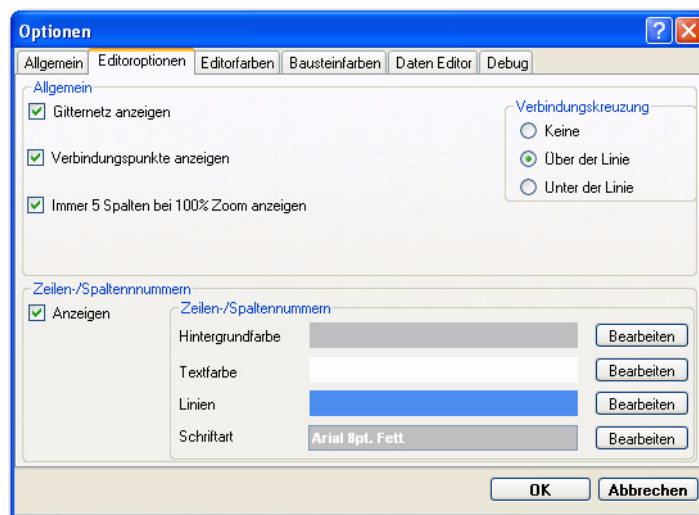 Optionen
Allgemein Editoroptionen Editorfarben Bausteinfarben Daten Editor Debug
Allgemein
Gitternetz anzeigen
Verbindungspunkte anzeigen
Immer 5 Spalten bei 100% Zoom anzeigen
Verbindungskreuzung
Keine
Über der Linie
Unter der Linie
Zeilen-/Spaltennnummern
Anzeigen
Zeilen-/Spaltennummern
Hintergrundfarbe Bearbeiten
Textfarbe Bearbeiten
Linien Bearbeiten
Schriftart Arial 8pt. Fett Bearbeiten
OK Abbrechen